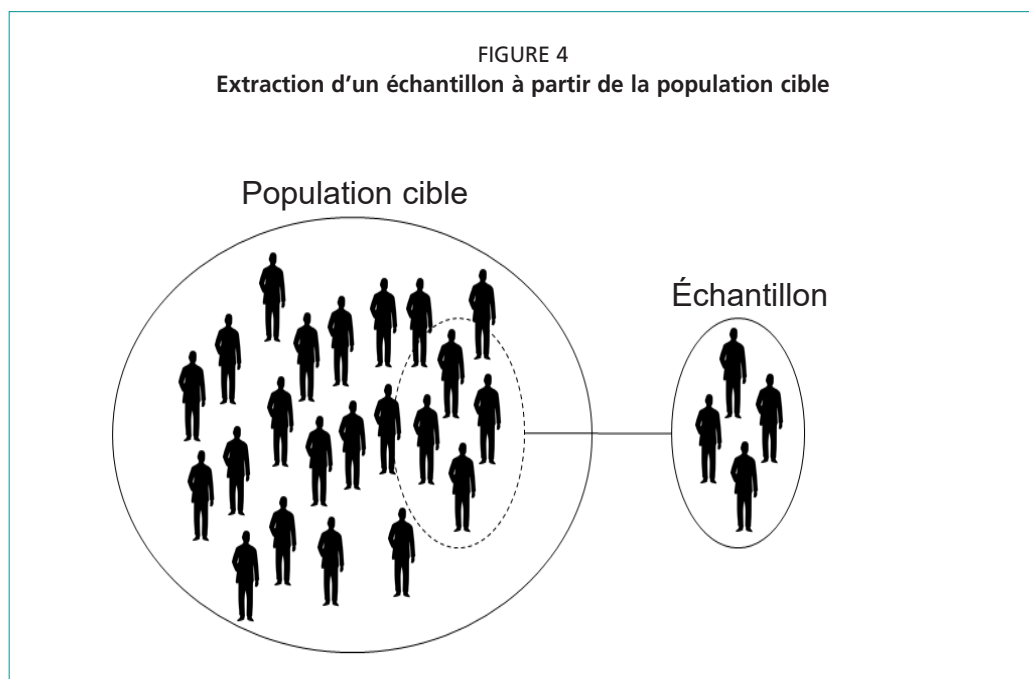 FIGURE 4
Extraction d’un échantillon à partir de la population cible
Population cible
Échantillon